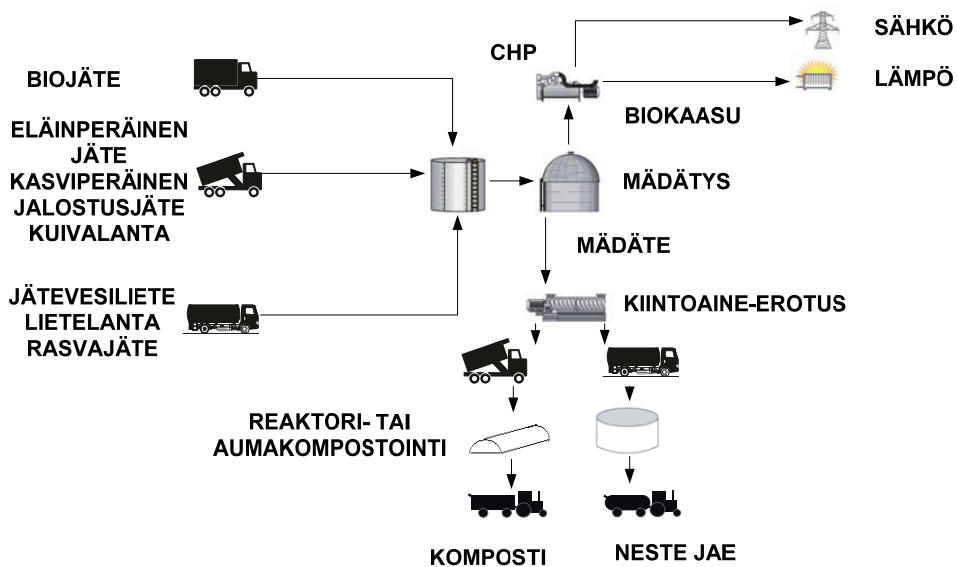 SÄHKÖ
CHP
LÄMPÖ
BIOJÄTE
BIOKAASU
ELÄINPERÄINEN
JÄTE
KASVIPERÄINEN
JALOSTUSJÄTE
KUIVALANTA
MÄDÄTYS
MÄDÄTE
JÄTEVESILIETE
LIETELANTA
RASVAJÄTE
KIINTOAINE-EROTUS
REAKTORI- TAI
AUMAKOMPOSTOINTI
KOMPOSTI
NESTE JAE